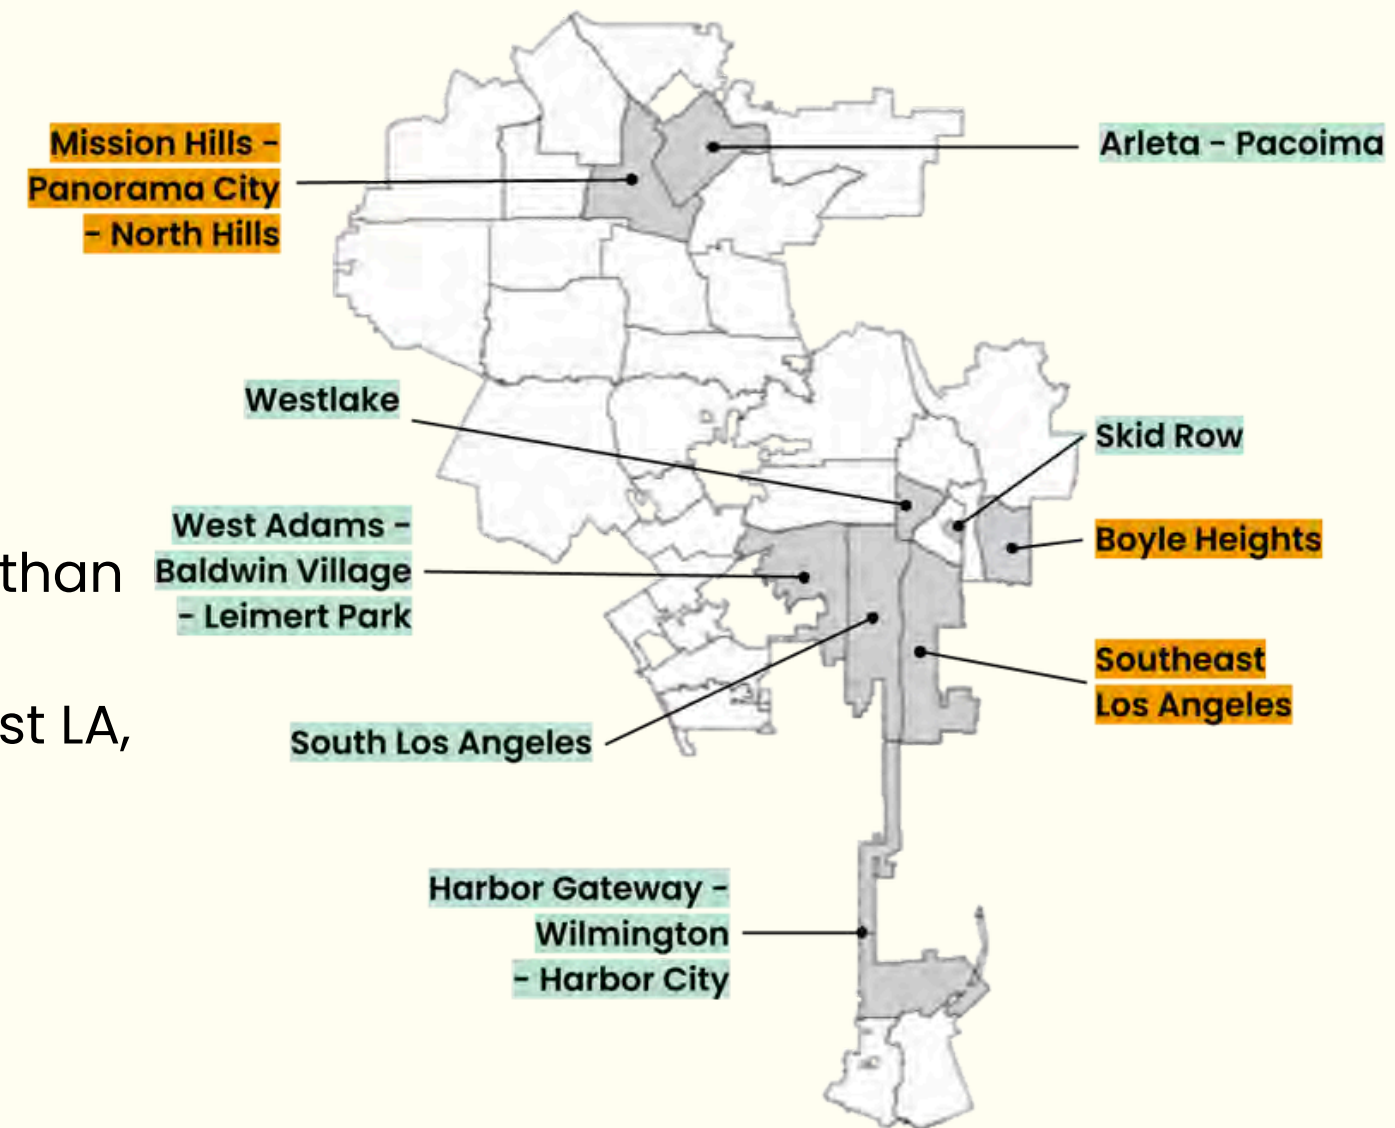 Mission Hills -
Panorama City
- North Hills
Arleta - Pacoima
Westlake
Skid Row
West Adams -
Baldwin Village
- Leimert Park
than
Boyle Heights
Southeast
Los Angeles
st LA,
South Los Angeles
Harbor Gateway -
Wilmington
- Harbor City